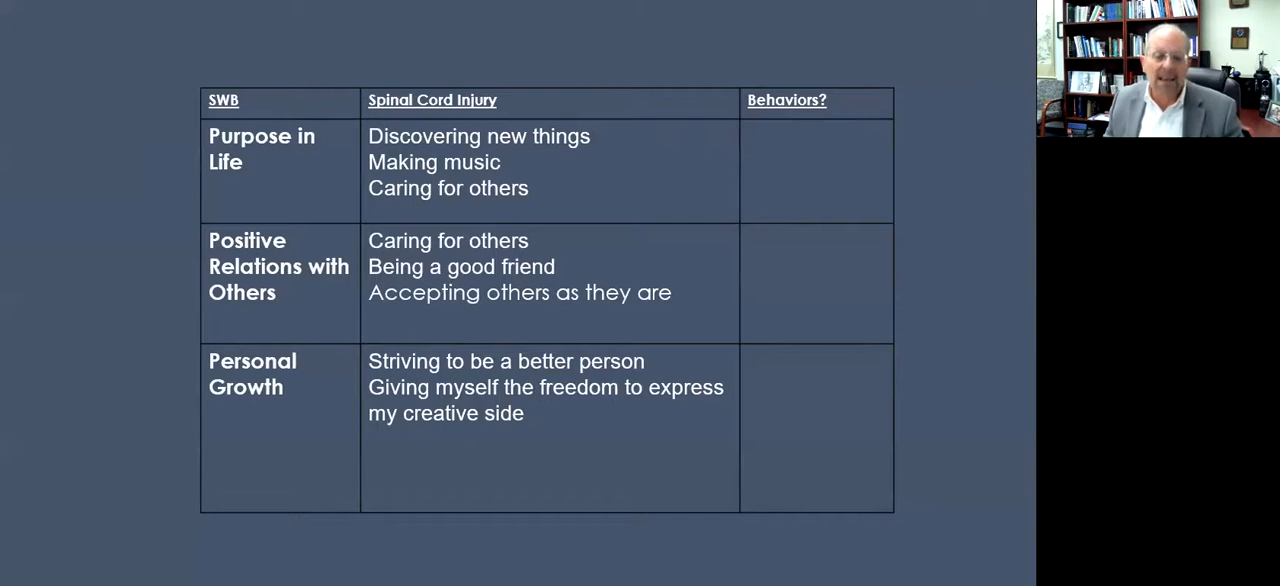 SWB
Spinal Cord Injury
Behaviors?
Purpose in
Life
Discovering new things
Making music
Caring for others
Positive
Relations with
Others
Caring for others
Being a good friend
Accepting others as they are
Personal
Growth
Striving to be a better person
Giving myself the freedom to express
my creative side